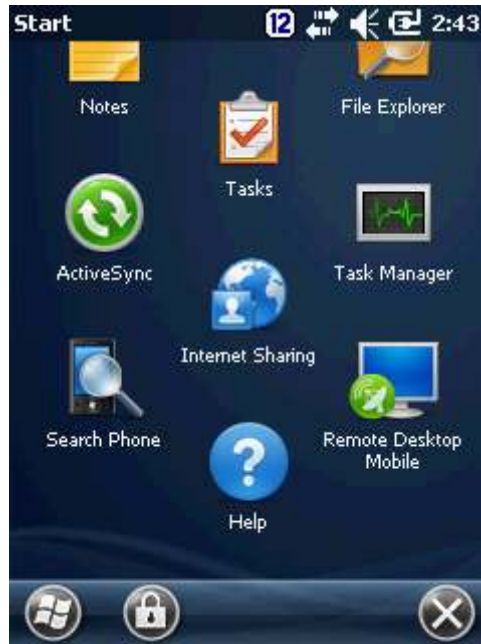 Start 12 2:43
Notes
File Explorer
Tasks
ActiveSync
Task Manager
Internet Sharing
Search Phone
Remote Desktop
Mobile
?
Help